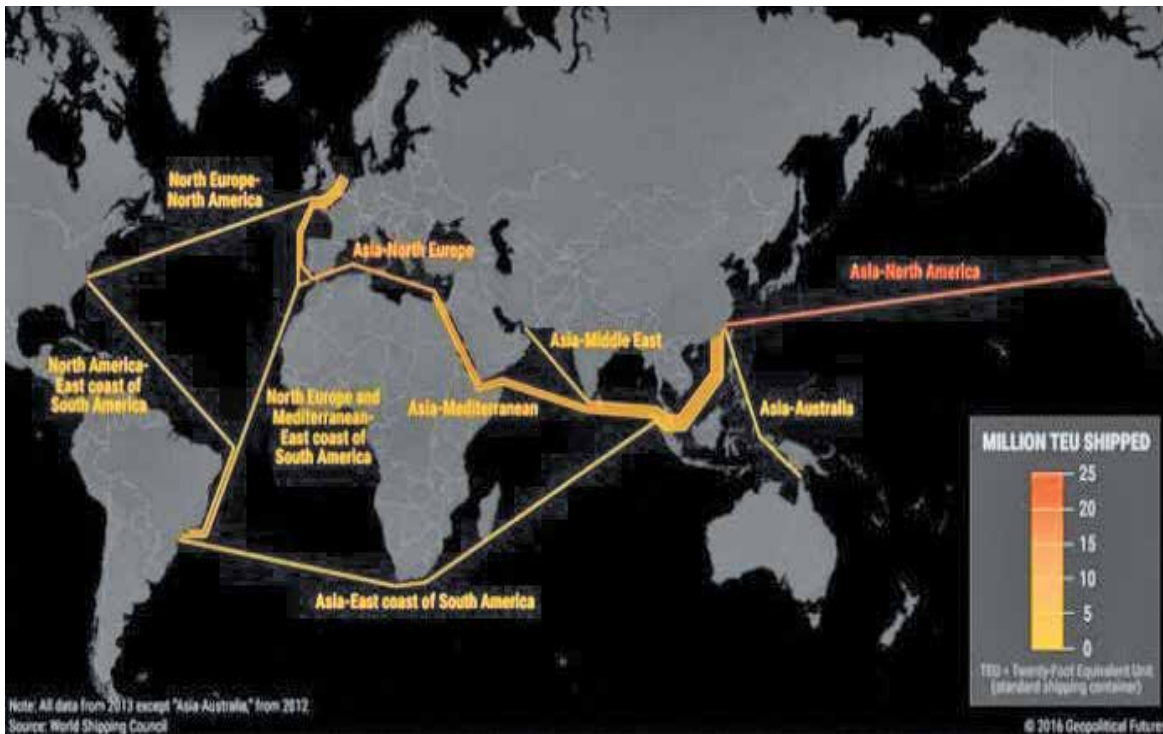 North Europe-
North America
Asia-North Europe
Asia-North America
Asia-Middle East
North America-
East coast of
South America
North Europe and
Mediterranean-
East coast of
South America
Asia-Mediterranean
Asia-Australia
Asia-East coast of South America
MILLION TEU SHIPPED
25
20
15
10
5
0
TEU = Twenty-Foot Equivalent Unit
(standard shipping container)
Note: All data from 2013 except "Asia-Australia," from 2012
Source: World Shipping Council
© 2016 Geopolitical Future